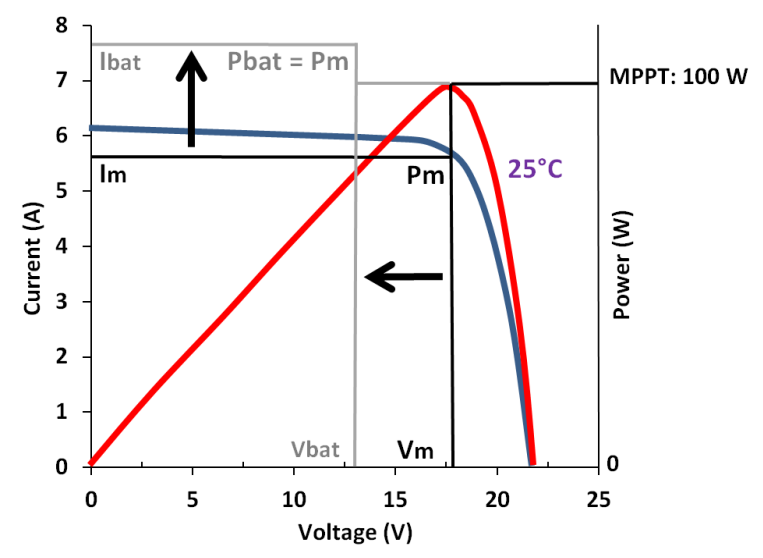 8
7
6
5
4
3
2
1
0
Current (A)
Ibat
Pbat = Pm
MPPT: 100 W
Im
Pm
25°C
Vbat
Vm
Power (W)
0
0 5 10 15 20 25
Voltage (V)